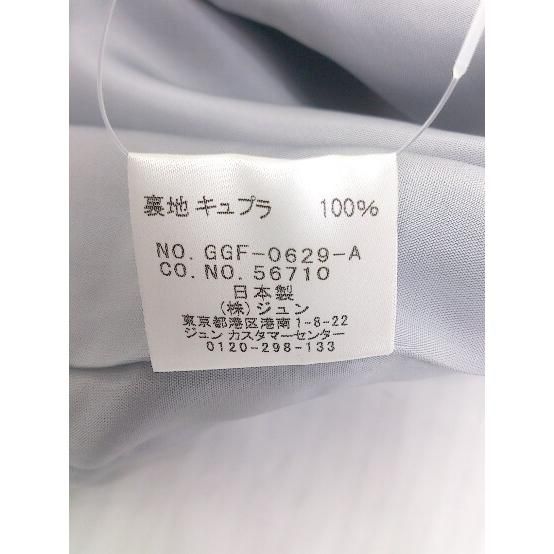 裏地 キュプラ 100%
NO. GGF-0629-A
CO. NO. 56710
日本製
(株)ジュン
東京都港区港南1-8-22
ジュン カスタマーセンター
0120-298-133